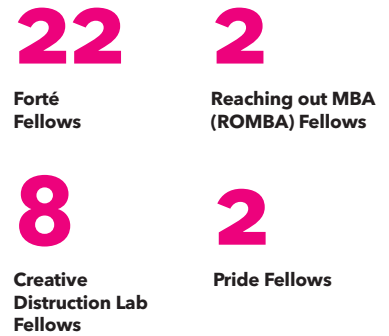 22
Forté
Fellows
2
Reaching out MBA
(ROMBA) Fellows
8
Creative
Distruction Lab
Fellows
2
Pride Fellows